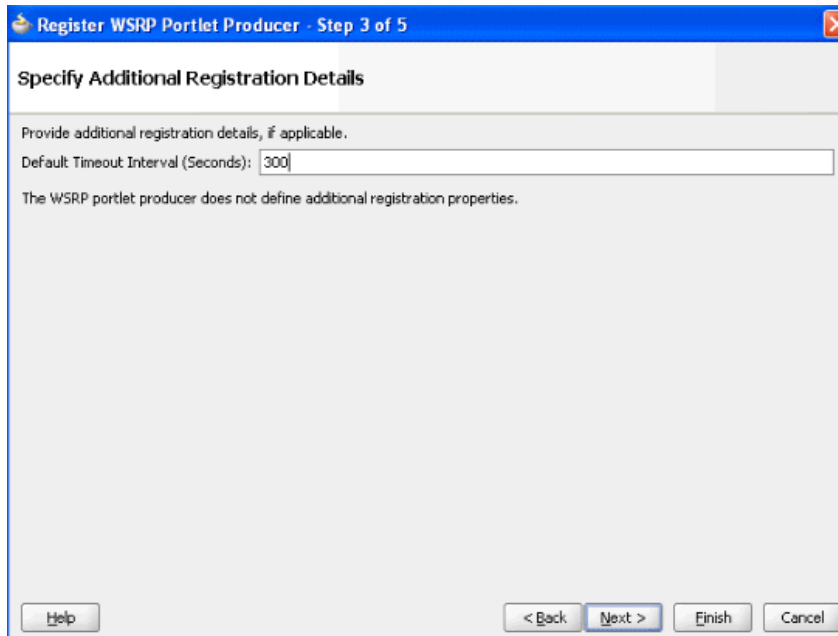 Register WSRP Portlet Producer - Step 3 of 5
Specify Additional Registration Details
Provide additional registration details, if applicable.
Default Timeout Interval (Seconds): 300
The WSRP portlet producer does not define additional registration properties.
Help < Back Next > Finish Cancel